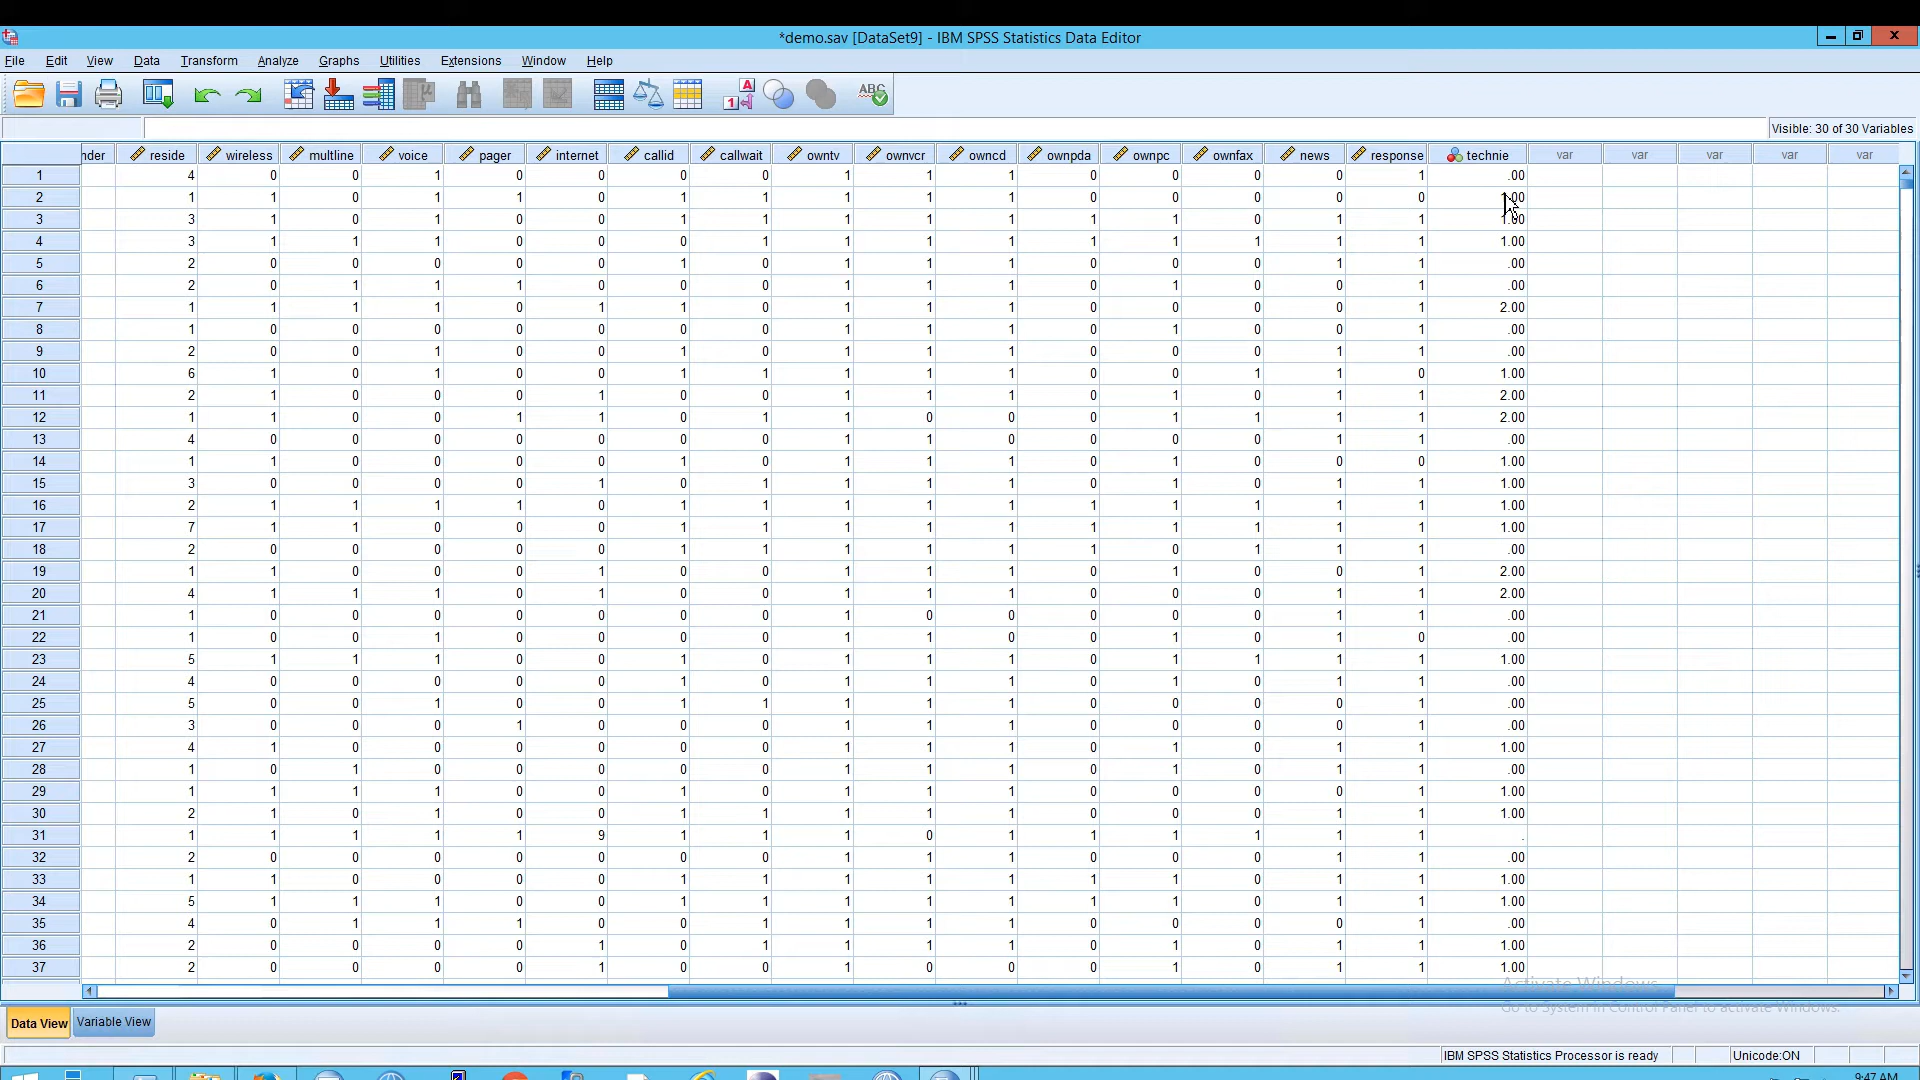 *demo.sav [DataSet9] - IBM SPSS Statistics Data Editor
File Edit View Data Transform Analyze Graphs Utilities Extensions Window Help
Visible: 30 of 30 Variables
nder reside wireless multline voice pager internet callid callwait owntv ownvcr owncd ownpda ownpc ownfax news response technie var var var var var
1 4 0 0 1 0 0 0 0 1 1 1 0 0 0 0 1 .00
2 1 1 0 1 1 0 1 1 1 1 1 0 0 0 0 0 1.00
3 3 1 0 1 0 0 1 1 1 1 1 1 1 0 1 1 1.00
4 3 1 1 1 0 0 0 1 1 1 1 1 1 1 1 1 1.00
5 2 0 0 0 0 0 1 0 1 1 1 0 0 0 1 1 .00
6 2 0 1 1 1 0 0 1 1 1 1 0 1 0 0 1 .00
7 1 1 1 1 0 1 1 0 1 1 1 0 0 0 0 1 2.00
8 1 0 0 0 0 0 0 0 1 1 1 0 1 0 0 1 .00
9 2 0 0 1 0 0 1 0 1 1 1 0 0 0 1 1 .00
10 6 1 0 1 0 0 1 1 1 1 1 0 0 1 1 0 1.00
11 2 1 0 0 0 1 0 0 1 1 1 0 1 0 1 1 2.00
12 1 1 0 0 1 1 0 1 1 0 0 0 1 1 1 1 2.00
13 4 0 0 0 0 0 0 0 1 1 0 0 0 0 1 1 .00
14 1 1 0 0 0 0 1 0 1 1 1 0 1 0 0 0 1.00
15 3 0 0 0 0 1 0 1 1 1 1 0 1 0 1 1 1.00
16 2 1 1 1 1 0 1 1 1 1 1 1 1 1 1 1 1.00
17 7 1 1 0 0 0 1 1 1 1 1 1 1 1 1 1 1.00
18 2 0 0 0 0 0 1 1 1 1 1 1 0 1 1 1 .00
19 1 1 0 0 0 1 0 0 1 1 1 0 1 0 0 1 2.00
20 4 1 1 1 0 1 0 0 1 1 1 0 0 0 1 1 2.00
21 1 0 0 0 0 0 0 0 1 0 0 0 0 0 1 1 .00
22 1 0 0 1 0 0 0 0 1 1 0 0 1 0 1 0 .00
23 5 1 1 1 0 0 1 0 1 1 1 0 1 1 1 1 1.00
24 4 0 0 0 0 0 1 0 1 1 1 0 1 0 1 1 .00
25 5 0 0 1 0 0 1 1 1 1 1 0 0 0 0 1 .00
26 3 0 0 0 1 0 0 0 1 1 1 0 0 0 0 1 .00
27 4 1 0 0 0 0 0 0 1 1 1 0 1 0 1 1 1.00
28 1 0 1 0 0 0 0 0 1 1 1 0 1 0 1 1 .00
29 1 1 1 1 0 0 1 0 1 1 1 0 0 0 0 1 1.00
30 2 1 0 1 0 0 1 1 1 1 1 0 0 0 1 1 1.00
31 1 1 1 1 1 9 1 1 1 0 1 1 1 1 1 1 .
32 2 0 0 0 0 0 0 0 1 1 1 0 0 0 1 1 .00
33 1 1 0 0 0 0 1 1 1 1 1 1 1 0 1 1 1.00
34 5 1 1 1 0 0 1 1 1 1 1 1 1 0 1 1 1.00
35 4 0 1 1 1 0 0 1 1 1 1 0 0 0 0 1 .00
36 2 0 0 0 0 1 0 1 1 1 1 0 1 0 1 1 1.00
37 2 0 0 0 0 1 0 0 1 0 0 0 1 0 1 1 1.00
Activate Windows
Go to System in Control Panel to activate Windows.
Data View Variable View
IBM SPSS Statistics Processor is ready Unicode:ON
9:47 AM